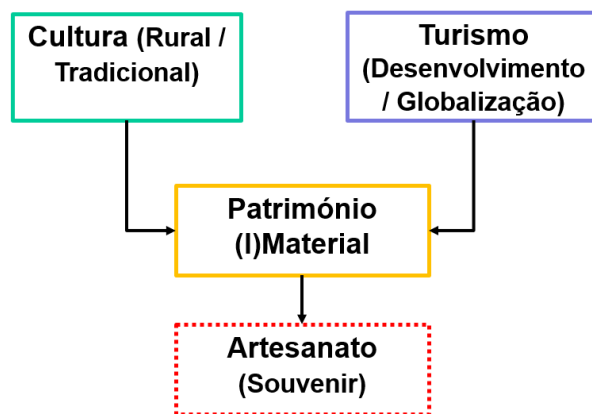 Cultura (Rural /
Tradicional)
Turismo
(Desenvolvimento
/ Globalização)
Património
(I)Material
Artesanato
(Souvenir)